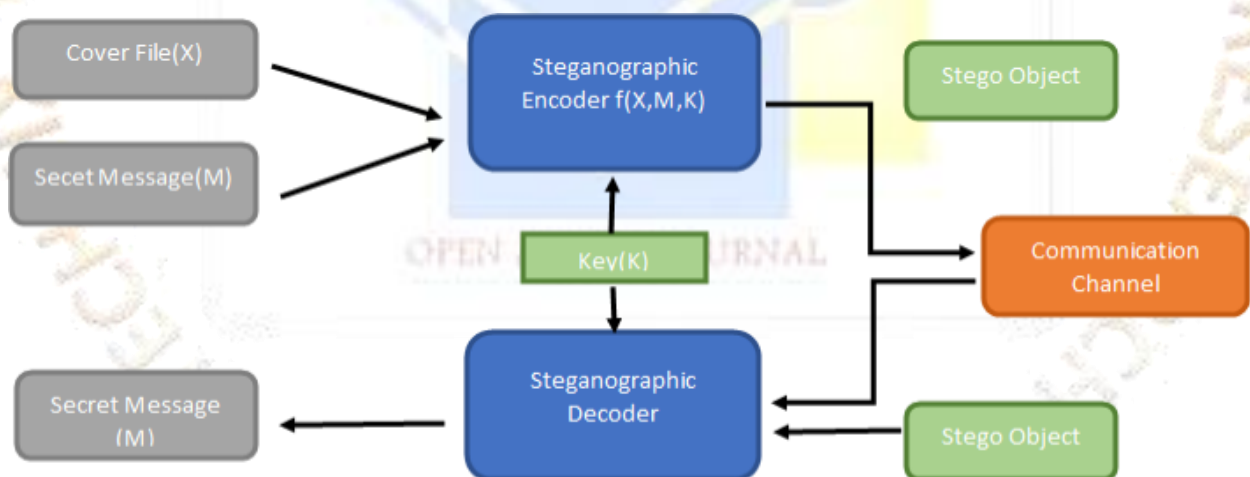 Cover File(X)
Steganographic
Encoder f(X,M,K)
Stego Object
Secet Message(M)
Key(K)
OPEN
URNAL
Communication
Channel
Steganographic
Decoder
Secret Message
(M)
Stego Object